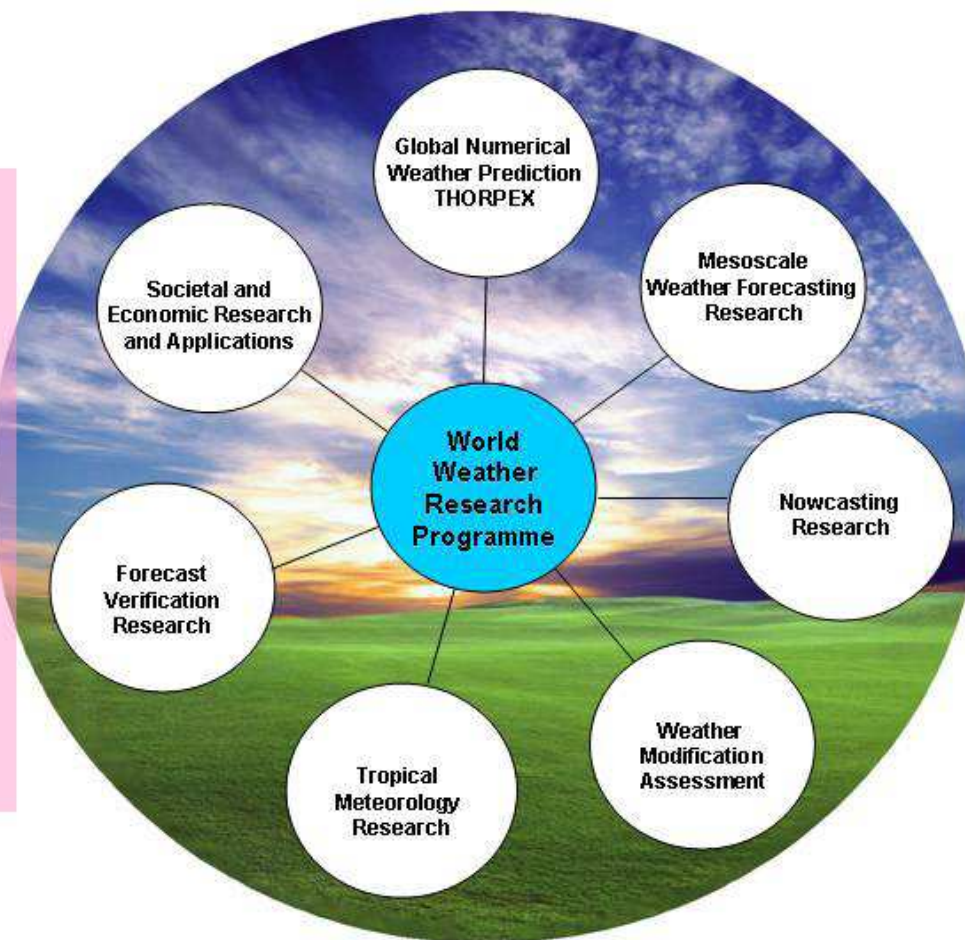 Global Numerical
Weather Prediction
THORPEX
Mesoscale
Weather Forecasting
Research
Societal and
Economic Research
and Applications
World
Weather
Research
Programme
Nowcasting
Research
Forecast
Verification
Research
Weather
Modification
Assessment
Tropical
Meteorology
Research